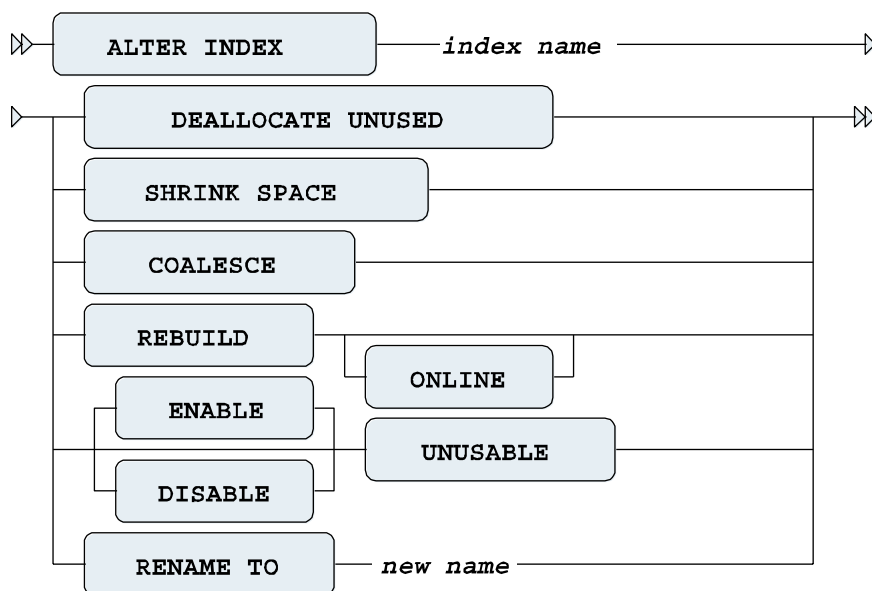 ALTER INDEX index name
DEALLOCATE UNUSED
SHRINK SPACE
COALESCE
REBUILD
ONLINE
ENABLE
UNUSABLE
DISABLE
RENAME TO new name